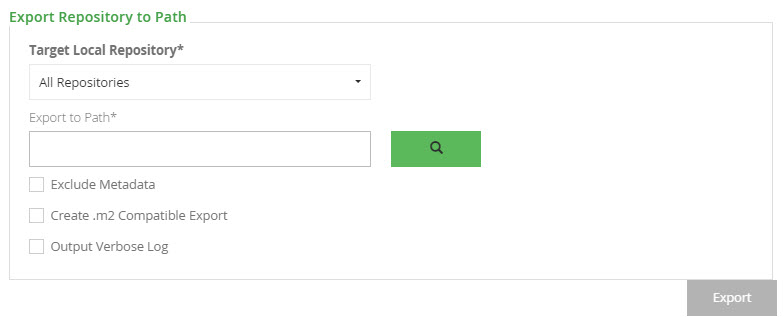 Export Repository to Path
Target Local Repository*
All Repositories
Export to Path*
Exclude Metadata
Create .m2 Compatible Export
Output Verbose Log
Export